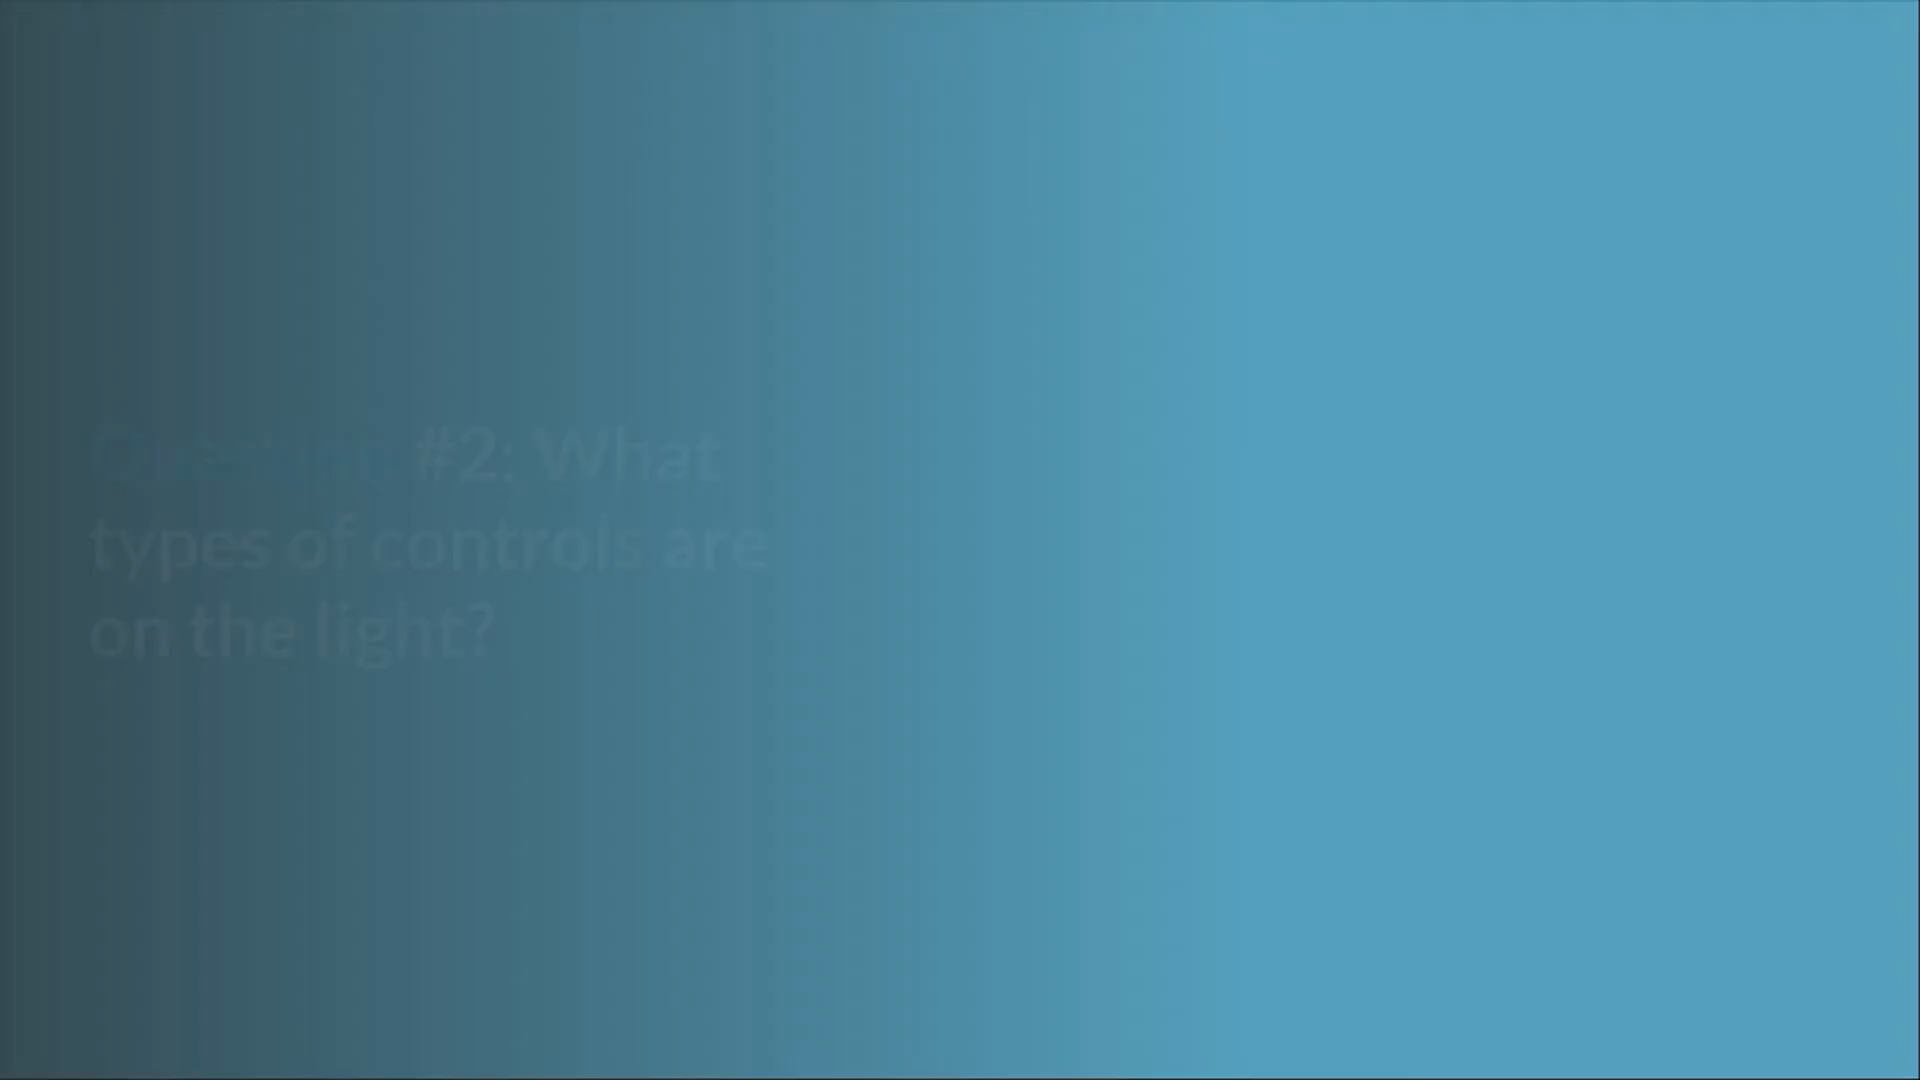 Question #2: What
types of controls are
on the light?